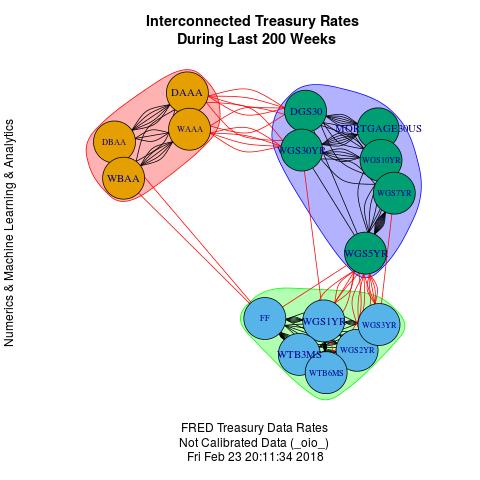 Interconnected Treasury Rates
During Last 200 Weeks
Numerics & Machine Learning & Analytics
DAAA
WAAA
DBAA
WBAA
DGS30
MORTGAGE30US
WGS30YR
WGS10YR
WGS7YR
WGS5YR
FF
WGS1YR
WGS3YR
WTB3MS
WGS2YR
WTB6MS
FRED Treasury Data Rates
Not Calibrated Data (_oio_)
Fri Feb 23 20:11:34 2018